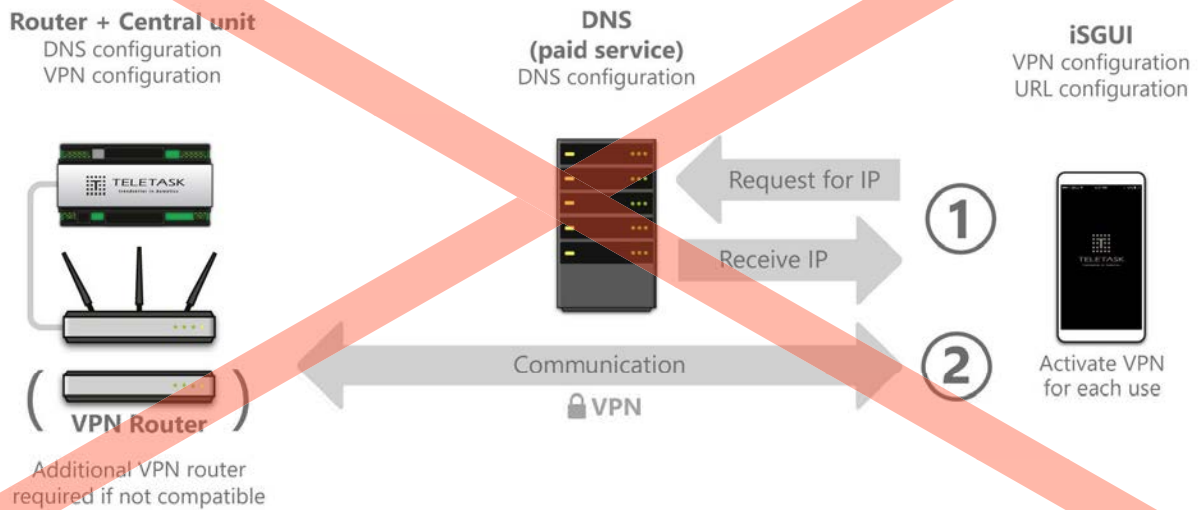 Router + Central unit
DNS configuration
VPN configuration
TELETASK
VPN Router
Additional VPN router
required if not compatible
DNS
(paid service)
DNS configuration
Request for IP
Receive IP
Communication
VPN
1
2
iSGUI
VPN configuration
URL configuration
TELETASK
Activate VPN
for each use